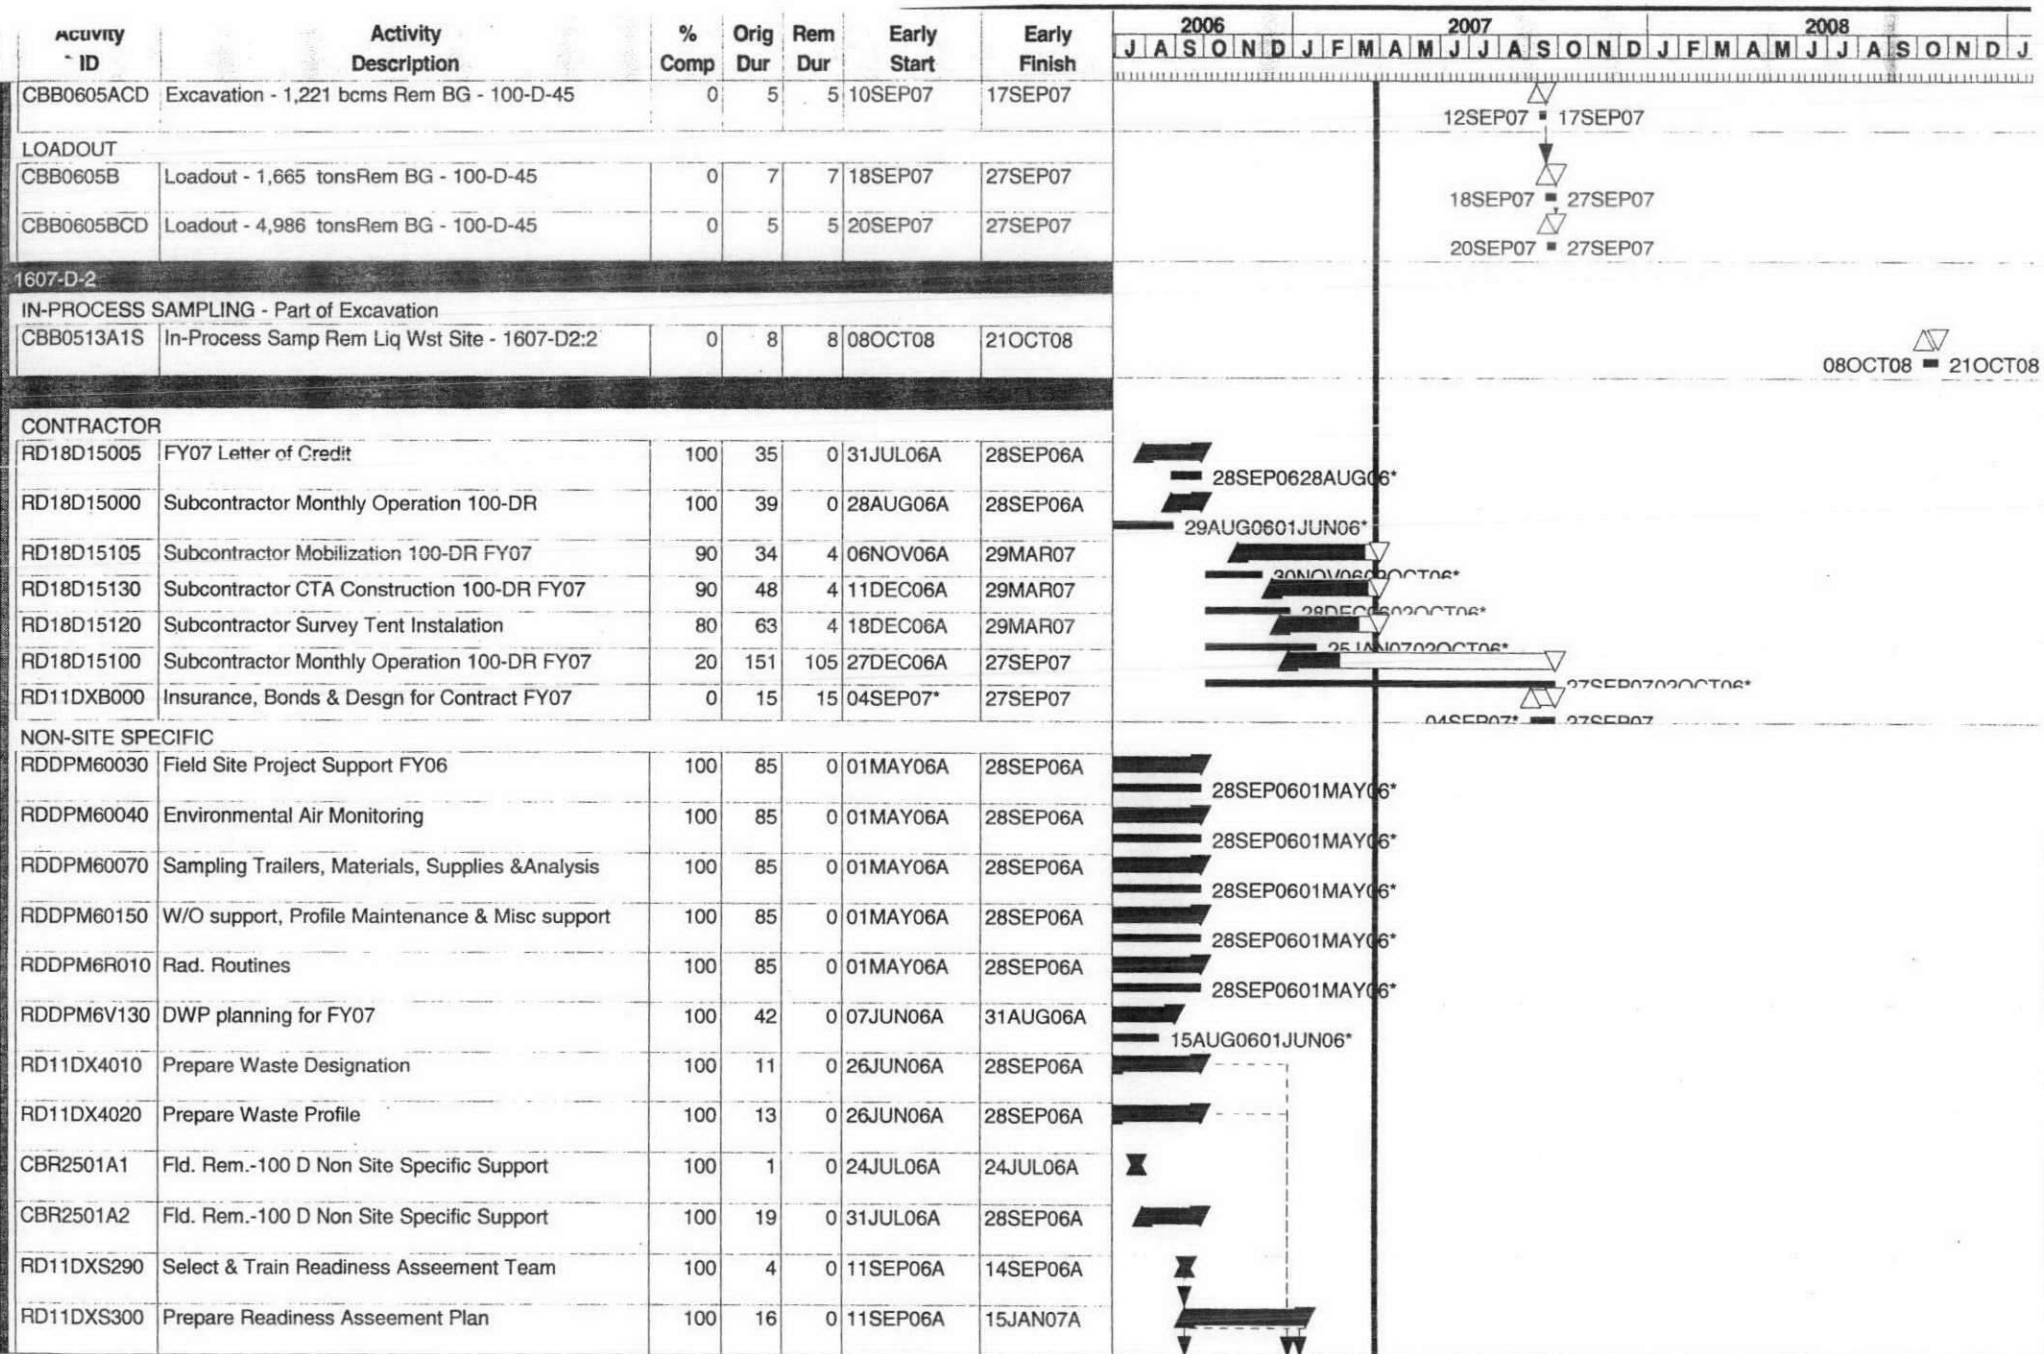 2006 2007 2008
Activity ID Activity Description % Comp Orig Dur Rem Dur Early Start Early Finish J A S O N D J F M A M J J A S O N D J F M A M J J A S O N D J
CBB0605ACD Excavation - 1,221 bcms Rem BG - 100-D-45 0 5 5 10SEP07 17SEP07
12SEP07 17SEP07
LOADOUT
CBB0605B Loadout - 1,665 tonsRem BG - 100-D-45 0 7 7 18SEP07 27SEP07
18SEP07 27SEP07
CBB0605BCD Loadout - 4,986 tonsRem BG - 100-D-45 0 5 5 20SEP07 27SEP07
20SEP07 27SEP07
1607-D-2
IN-PROCESS SAMPLING - Part of Excavation
CBB0513A1S In-Process Samp Rem Liq Wst Site - 1607-D2:2 0 8 8 08OCT08 21OCT08
08OCT08 21OCT08
CONTRACTOR
RD18D15005 FY07 Letter of Credit 100 35 0 31JUL06A 28SEP06A
28SEP0628AUG06*
RD18D15000 Subcontractor Monthly Operation 100-DR 100 39 0 28AUG06A 28SEP06A
29AUG0601JUN06*
RD18D15105 Subcontractor Mobilization 100-DR FY07 90 34 4 06NOV06A 29MAR07
30NOV0602OCT06*
RD18D15130 Subcontractor CTA Construction 100-DR FY07 90 48 4 11DEC06A 29MAR07
28DEC0602OCT06*
RD18D15120 Subcontractor Survey Tent Instalation 80 63 4 18DEC06A 29MAR07
25JAN0702OCT06*
RD18D15100 Subcontractor Monthly Operation 100-DR FY07 20 151 105 27DEC06A 27SEP07
27SEP0702OCT06*
RD11DXB000 Insurance, Bonds & Desgn for Contract FY07 0 15 15 04SEP07* 27SEP07
04SEP07* 27SEP07
NON-SITE SPECIFIC
RDDPM60030 Field Site Project Support FY06 100 85 0 01MAY06A 28SEP06A
28SEP0601MAY06*
RDDPM60040 Environmental Air Monitoring 100 85 0 01MAY06A 28SEP06A
28SEP0601MAY06*
RDDPM60070 Sampling Trailers, Materials, Supplies &Analysis 100 85 0 01MAY06A 28SEP06A
28SEP0601MAY06*
RDDPM60150 W/O support, Profile Maintenance & Misc support 100 85 0 01MAY06A 28SEP06A
28SEP0601MAY06*
RDDPM6R010 Rad. Routines 100 85 0 01MAY06A 28SEP06A
28SEP0601MAY06*
RDDPM6V130 DWP planning for FY07 100 42 0 07JUN06A 31AUG06A
15AUG0601JUN06*
RD11DX4010 Prepare Waste Designation 100 11 0 26JUN06A 28SEP06A
RD11DX4020 Prepare Waste Profile 100 13 0 26JUN06A 28SEP06A
CBR2501A1 Fld. Rem.-100 D Non Site Specific Support 100 1 0 24JUL06A 24JUL06A
CBR2501A2 Fld. Rem.-100 D Non Site Specific Support 100 19 0 31JUL06A 28SEP06A
RD11DXS290 Select & Train Readiness Asseement Team 100 4 0 11SEP06A 14SEP06A
RD11DXS300 Prepare Readiness Asseement Plan 100 16 0 11SEP06A 15JAN07A